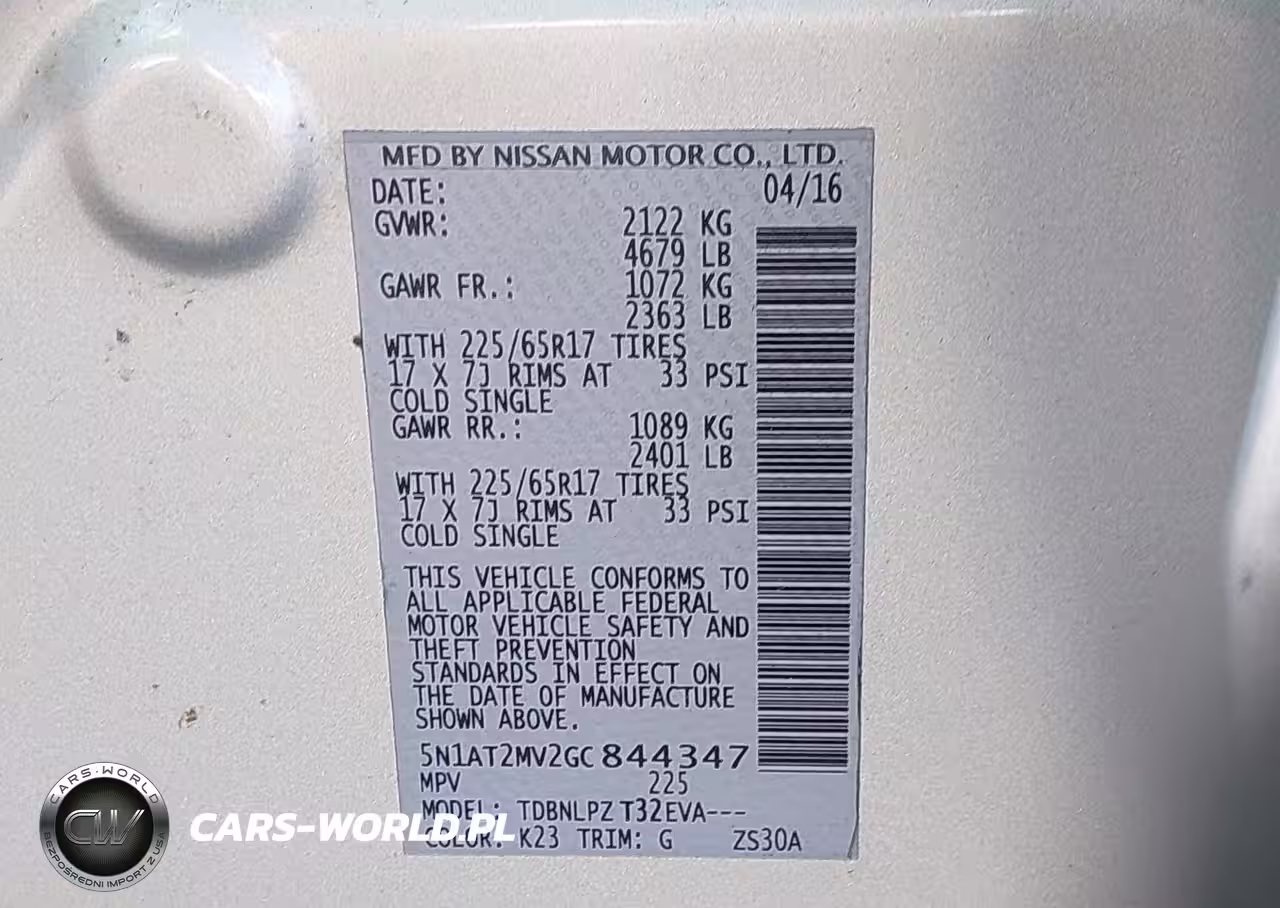 MFD BY NISSAN MOTOR CO., LTD.
DATE: 04/16
GVWR: 2122 KG
4679 LB
GAWR FR.: 1072 KG
2363 LB
WITH 225/65R17 TIRES
17 X 7J RIMS AT 33 PSI
COLD SINGLE
GAWR RR.: 1089 KG
2401 LB
WITH 225/65R17 TIRES
17 X 7J RIMS AT 33 PSI
COLD SINGLE
THIS VEHICLE CONFORMS TO
ALL APPLICABLE FEDERAL
MOTOR VEHICLE SAFETY AND
THEFT PREVENTION
STANDARDS IN EFFECT ON
THE DATE OF MANUFACTURE
SHOWN ABOVE.
5N1AT2MV2GC844347
MPV 225
MODEL: TDBNLPZ T32EVA---
COLOR: K23 TRIM: G ZS30A
CARS-WORLD
CW
BEZPOŚREDNI IMPORT Z USA
CARS-WORLD.PL